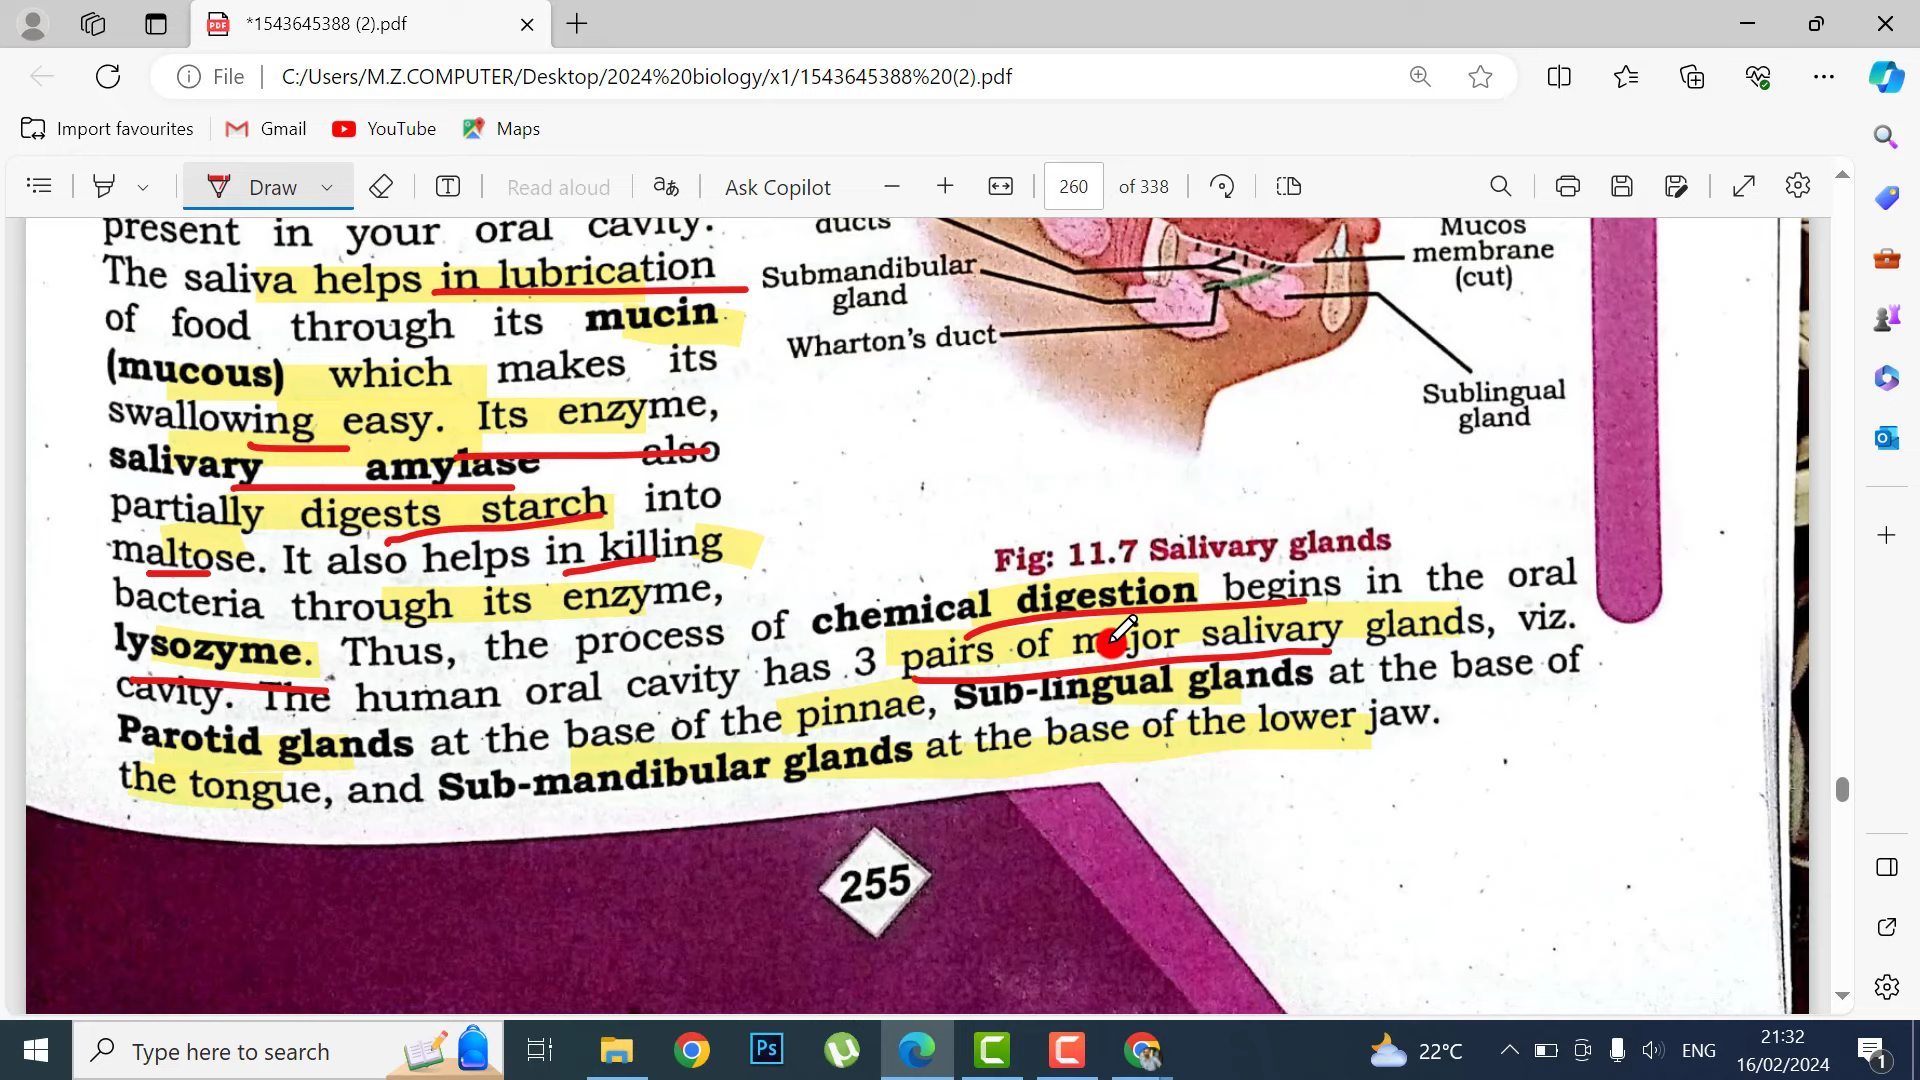 *1543645388 (2).pdf
File
C:/Users/M.Z.COMPUTER/Desktop/2024%20biology/x1/1543645388%20(2).pdf
Import favourites
Gmail
YouTube
Maps
Draw
Read aloud
aあ
Ask Copilot
260 of 338
present in your oral cavity.
The saliva helps in lubrication
of food through its mucin
(mucous) which makes its
swallowing easy. Its enzyme,
salivary amylase also
partially digests starch into
maltose. It also helps in killing
bacteria through its enzyme,
lysozyme. Thus, the process of chemical digestion begins in the oral
cavity. The human oral cavity has 3 pairs of major salivary glands, viz.
Parotid glands at the base of the pinnae, Sub-lingual glands at the base of
the tongue, and Sub-mandibular glands at the base of the lower jaw.
ducts
Submandibular
gland
Wharton's duct
Mucos
membrane
(cut)
Sublingual
gland
Fig: 11.7 Salivary glands
255
Type here to search
Ps
22°C
ENG
21:32
16/02/2024
1